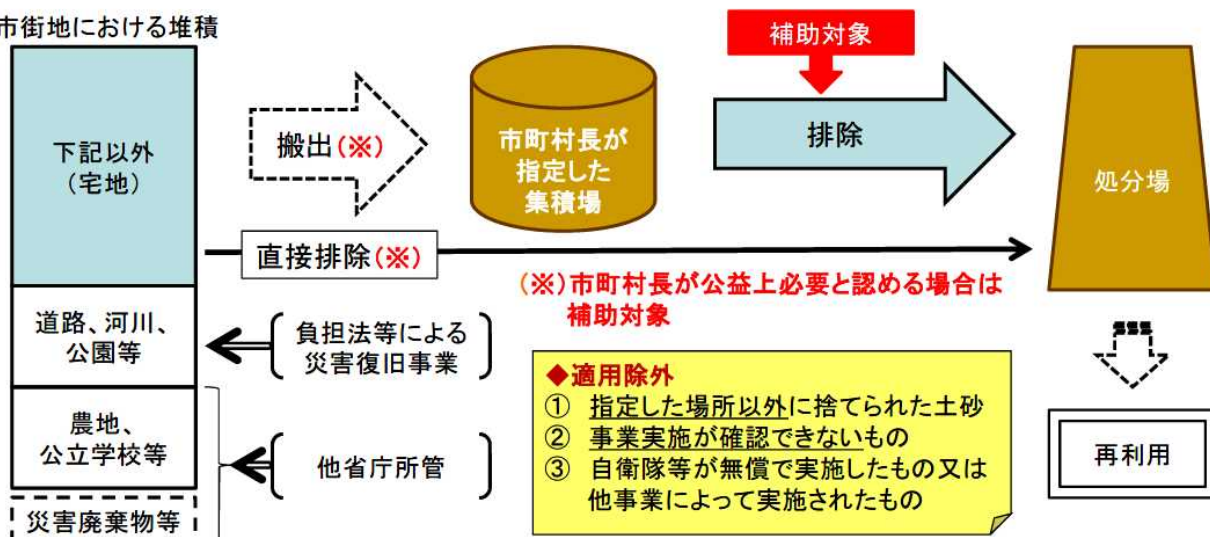 市街地における堆積
下記以外
(宅地)
道路、河川、
公園等
農地、
公立学校等
災害廃棄物等
搬出(※)
市町村長が
指定した
集積場
補助対象
排除
処分場
直接排除(※)
(※)市町村長が公益上必要と認める場合は
補助対象
負担法等による
災害復旧事業
他省庁所管
◆適用除外
① 指定した場所以外に捨てられた土砂
② 事業実施が確認できないもの
③ 自衛隊等が無償で実施したもの又は
他事業によって実施されたもの
再利用